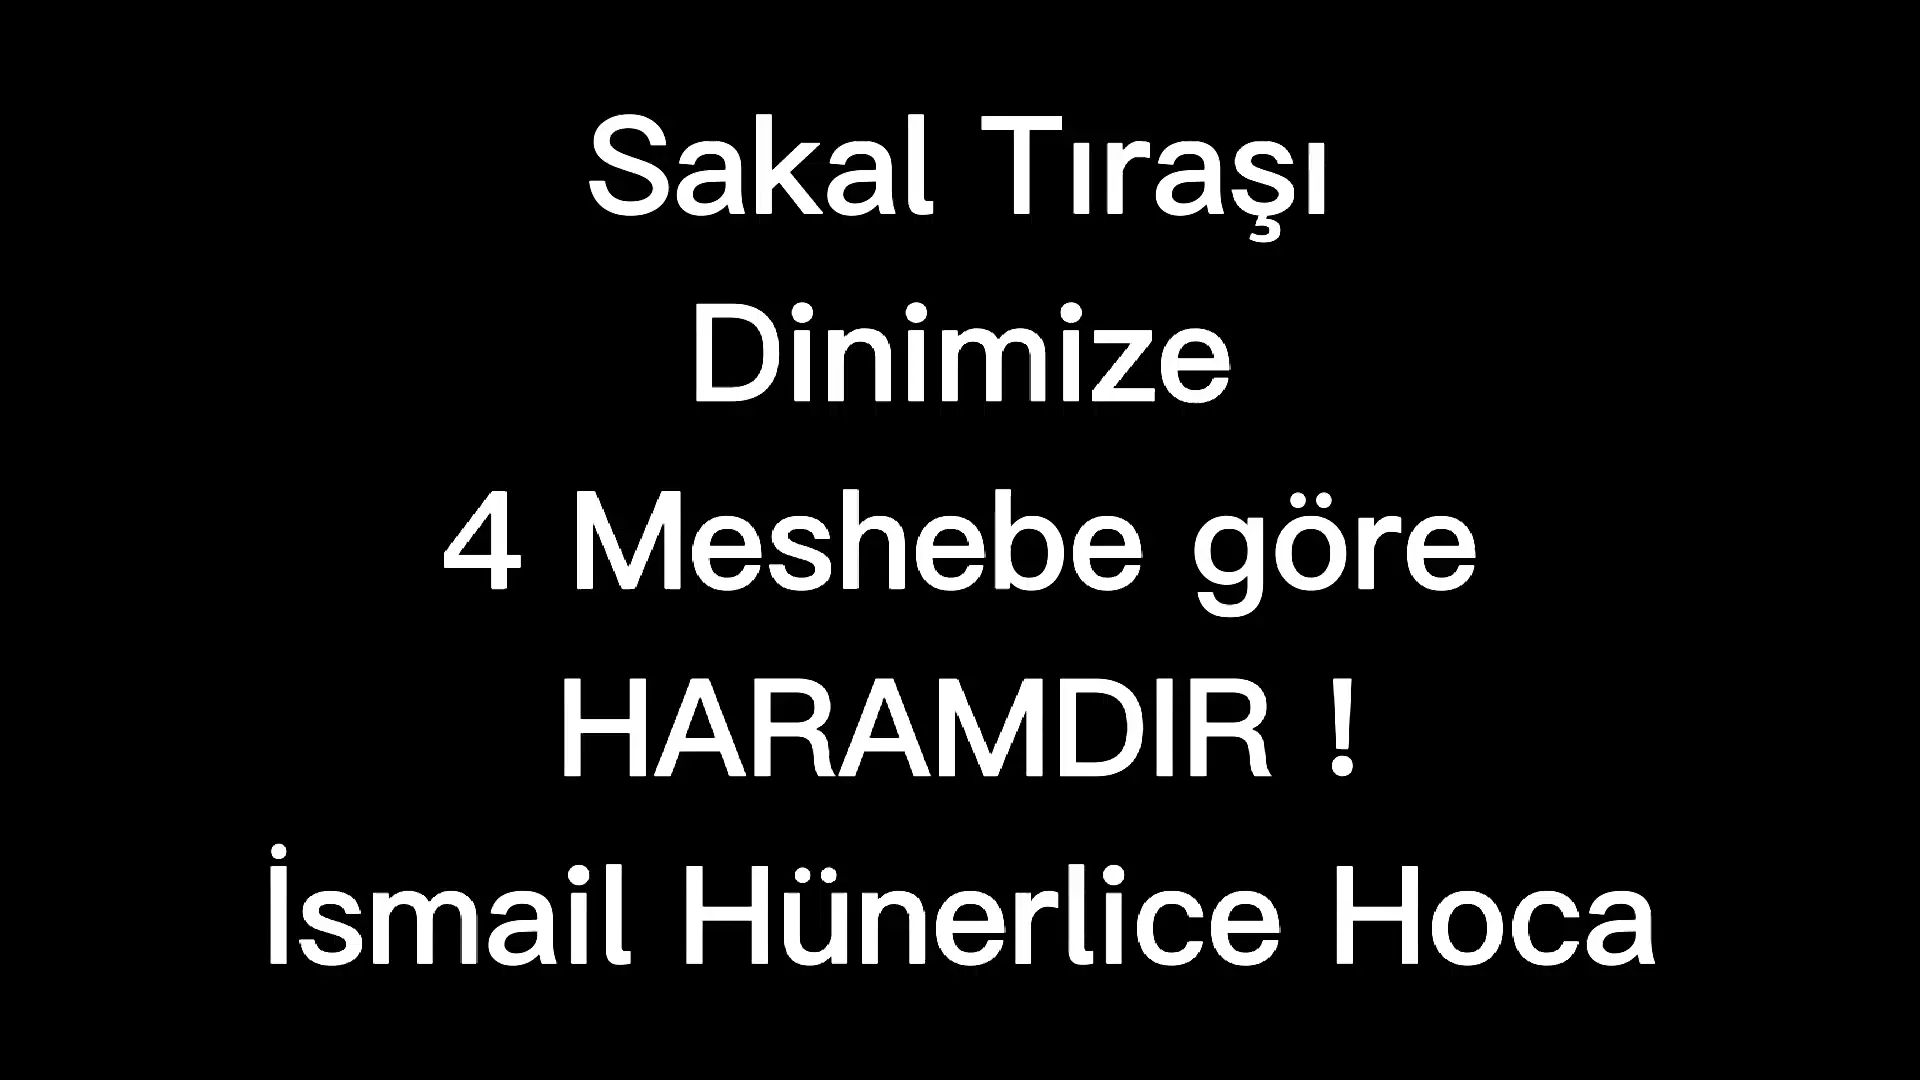 Sakal Tıraşı
Dinimize
4 Meshebe göre
HARAMDIR !
İsmail Hünerlice Hoca